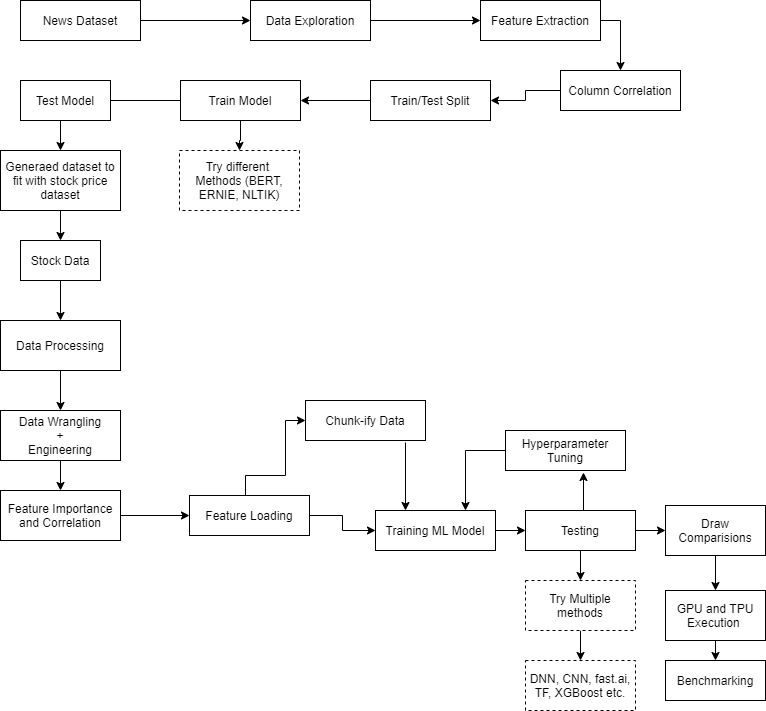 News Dataset
Data Exploration
Feature Extraction
Column Correlation
Train/Test Split
Train Model
Test Model
Try different
Methods (BERT,
ERNIE, NLTIK)
Generaed dataset to
fit with stock price
dataset
Stock Data
Data Processing
Data Wrangling
+
Engineering
Feature Importance
and Correlation
Feature Loading
Chunk-ify Data
Training ML Model
Hyperparameter
Tuning
Testing
Try Multiple
methods
DNN, CNN, fast.ai,
TF, XGBoost etc.
Draw
Comparisions
GPU and TPU
Execution
Benchmarking